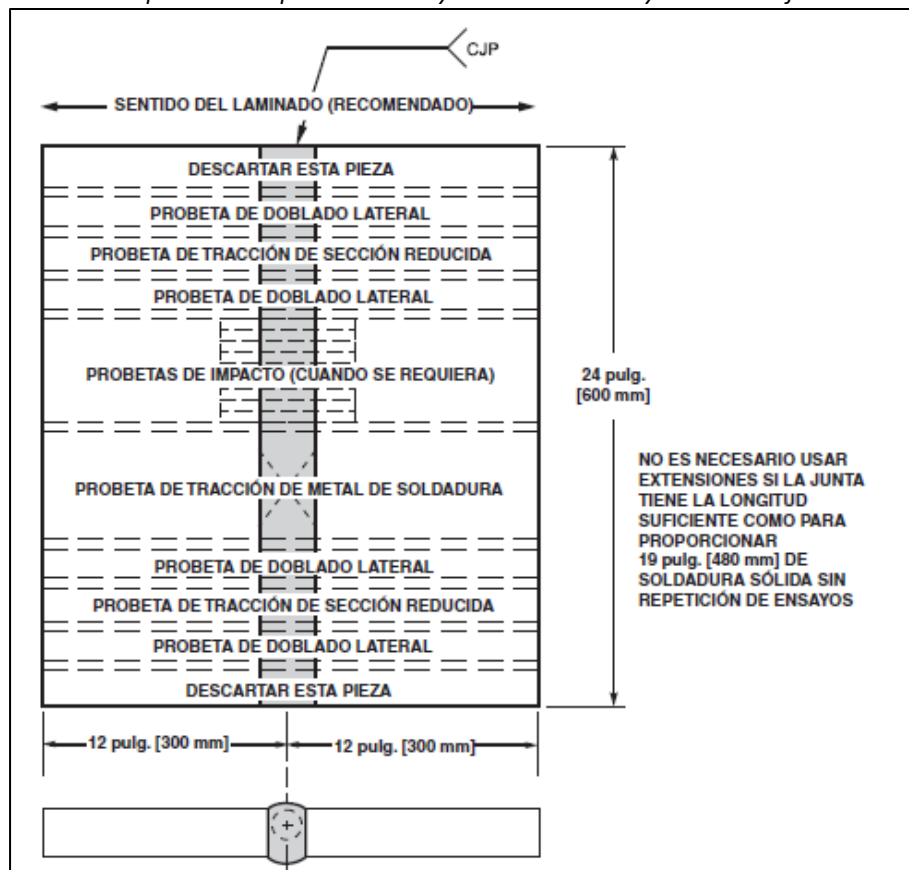 CJP
SENTIDO DEL LAMINADO (RECOMENDADO)
DESCARTAR ESTA PIEZA
PROBETA DE DOBLADO LATERAL
PROBETA DE TRACCIÓN DE SECCIÓN REDUCIDA
PROBETA DE DOBLADO LATERAL
PROBETAS DE IMPACTO (CUANDO SE REQUIERA)
24 pulg.
[600 mm]
NO ES NECESARIO USAR
EXTENSIONES SI LA JUNTA
TIENE LA LONGITUD
SUFICIENTE COMO PARA
PROPORCIONAR
19 pulg. [480 mm] DE
SOLDADURA SÓLIDA SIN
REPETICIÓN DE ENSAYOS
PROBETA DE TRACCIÓN DE METAL DE SOLDADURA
PROBETA DE DOBLADO LATERAL
PROBETA DE TRACCIÓN DE SECCIÓN REDUCIDA
PROBETA DE DOBLADO LATERAL
DESCARTAR ESTA PIEZA
12 pulg. [300 mm]
12 pulg. [300 mm]